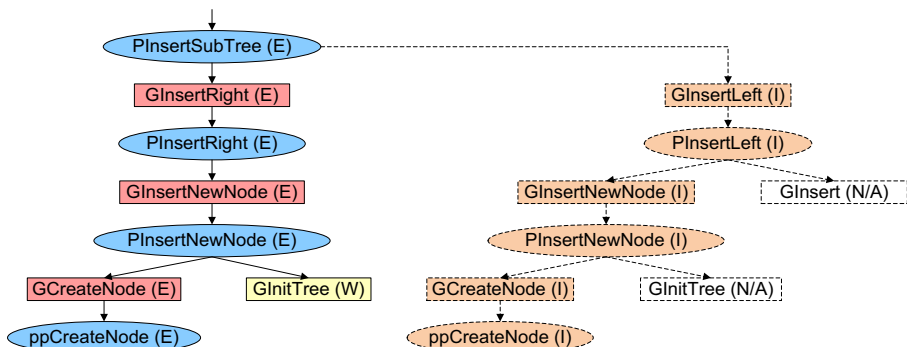 PInsertSubTree (E)
GInsertRight (E)
GInsertLeft (I)
PInsertRight (E)
PInsertLeft (I)
GInsertNewNode (E)
GInsertNewNode (I)
GInsert (N/A)
PInsertNewNode (E)
PInsertNewNode (I)
GCreateNode (E)
GInitTree (W)
GCreateNode (I)
GInitTree (N/A)
ppCreateNode (E)
ppCreateNode (I)